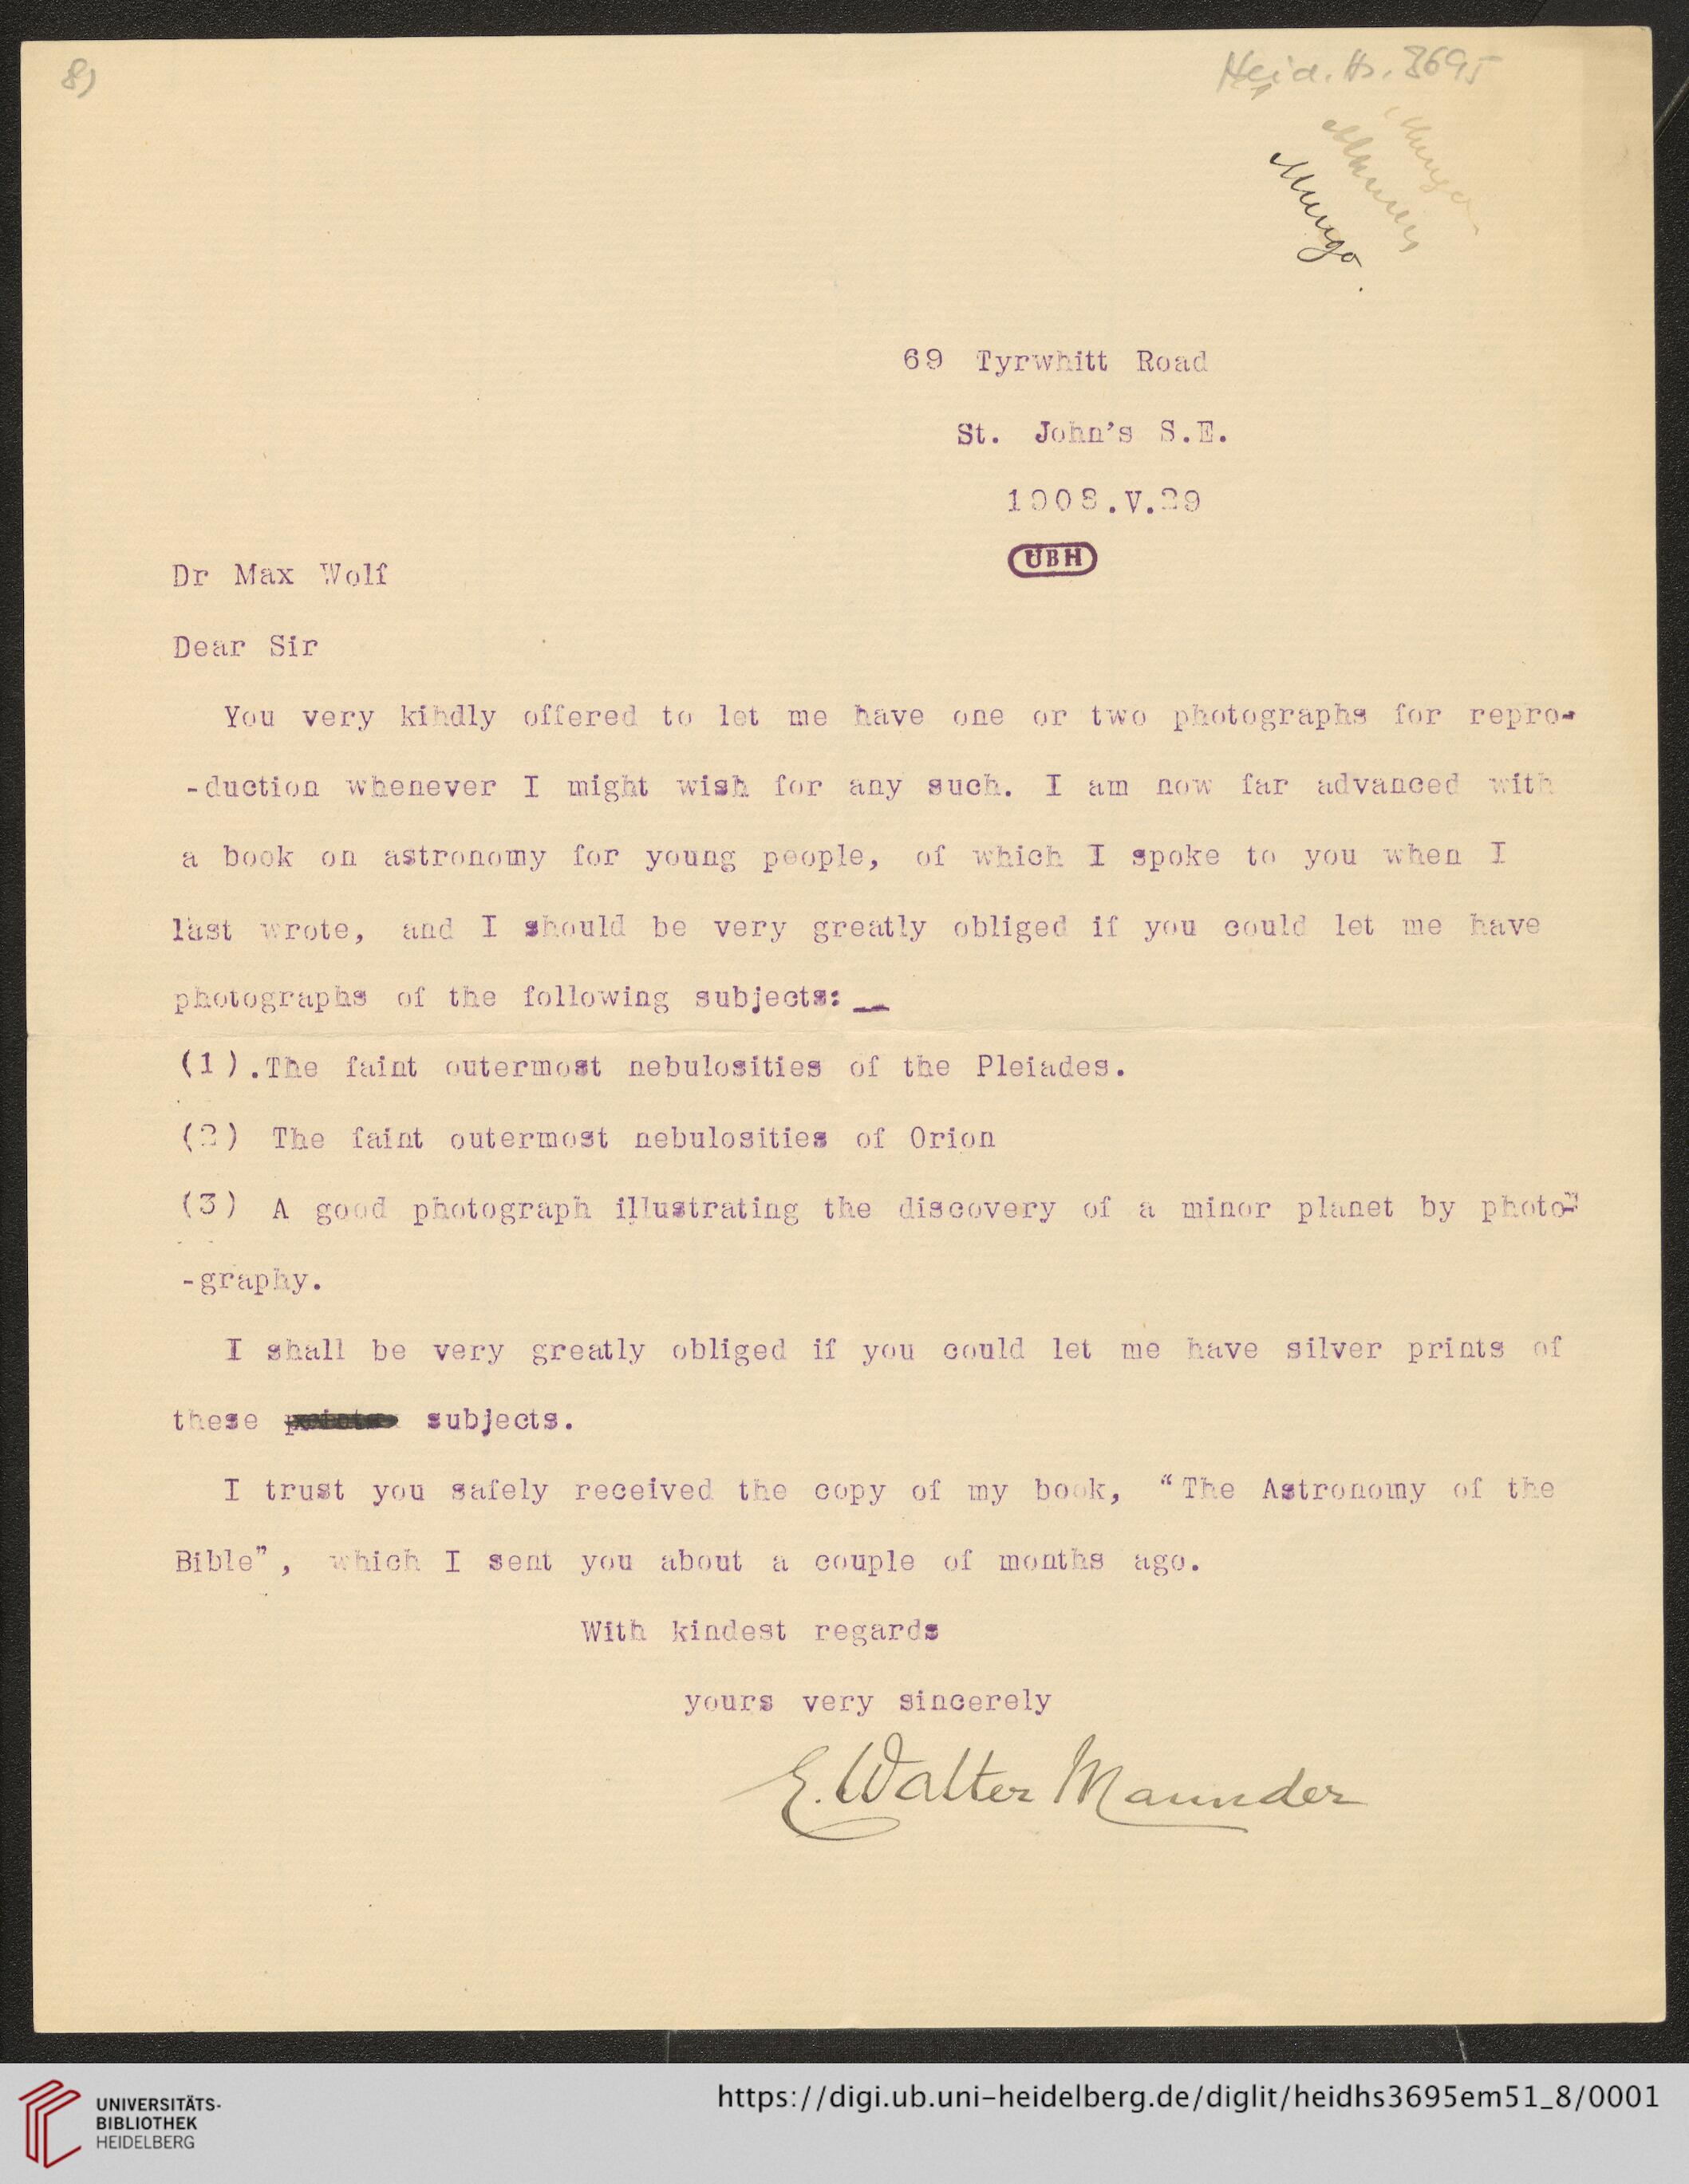 8)
Heid. Hs. 3695
69 Tyrwhitt Road
St. John's S.E.
1908.V.29
UBH
Dr Max Wolf
Dear Sir
You very kindly offered to let me have one or two photographs for repro-
-duction whenever I might wish for any such. I am now far advanced with
a book on astronomy for young people, of which I spoke to you when I
last wrote, and I should be very greatly obliged if you could let me have
photographs of the following subjects:_
(1).The faint outermost nebulosities of the Pleiades.
(2) The faint outermost nebulosities of Orion
(3) A good photograph illustrating the discovery of a minor planet by photo-
-graphy.
I shall be very greatly obliged if you could let me have silver prints of
these subjects.
I trust you safely received the copy of my book, “The Astronomy of the
Bible”, which I sent you about a couple of months ago.
With kindest regards
yours very sincerely
E. Walter Maunder
UNIVERSITÄTS-
BIBLIOTHEK
HEIDELBERG
https://digi.ub.uni-heidelberg.de/diglit/heidhs3695em51_8/0001